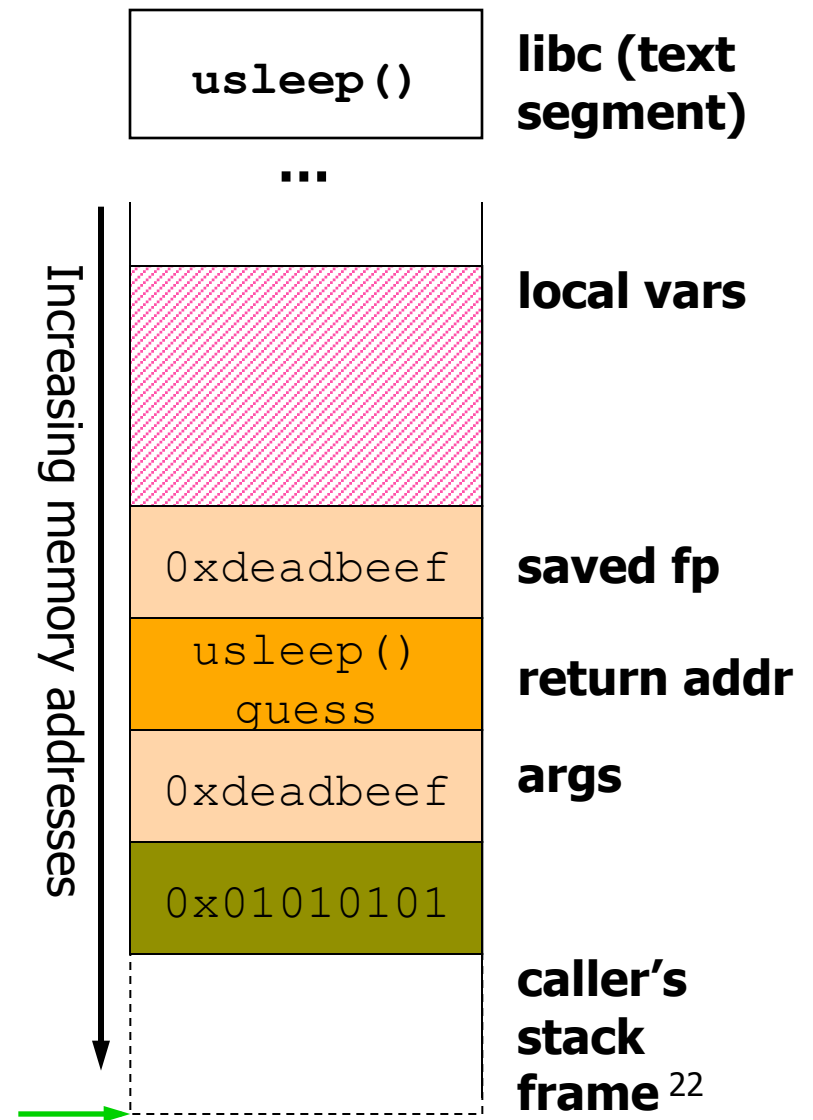 usleep()
libc (text
segment)
...
Increasing memory addresses
local vars
0xdeadbeef
saved fp
usleep()
guess
return addr
0xdeadbeef
args
0x01010101
caller’s
stack
frame 22